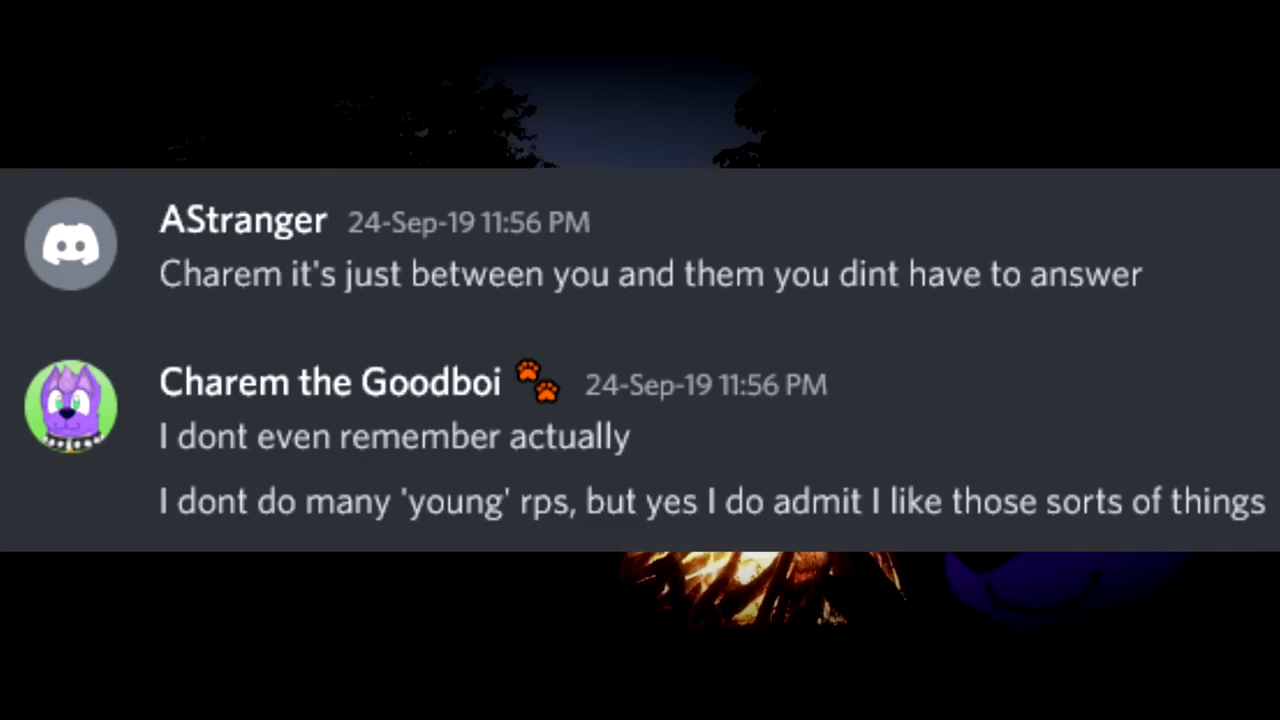 AStranger 24-Sep-19 11:56 PM
Charem it's just between you and them you dint have to answer
Charem the Goodboi 24-Sep-19 11:56 PM
I dont even remember actually
I dont do many 'young' rps, but yes I do admit I like those sorts of things